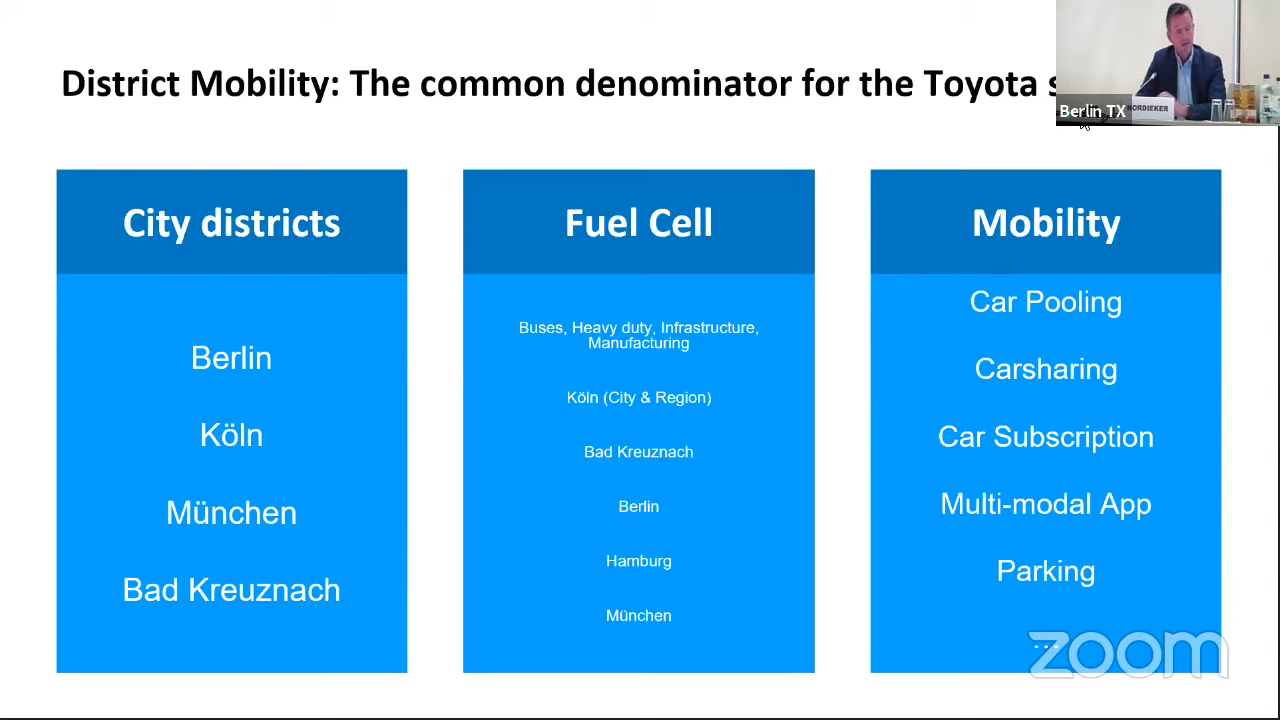 District Mobility: The common denominator for the Toyota
Berlin TX
NORDIEKER
City districts
Berlin
Köln
München
Bad Kreuznach
Fuel Cell
Buses, Heavy duty, Infrastructure,
Manufacturing
Köln (City & Region)
Bad Kreuznach
Berlin
Hamburg
München
Mobility
Car Pooling
Carsharing
Car Subscription
Multi-modal App
Parking
...
zoom